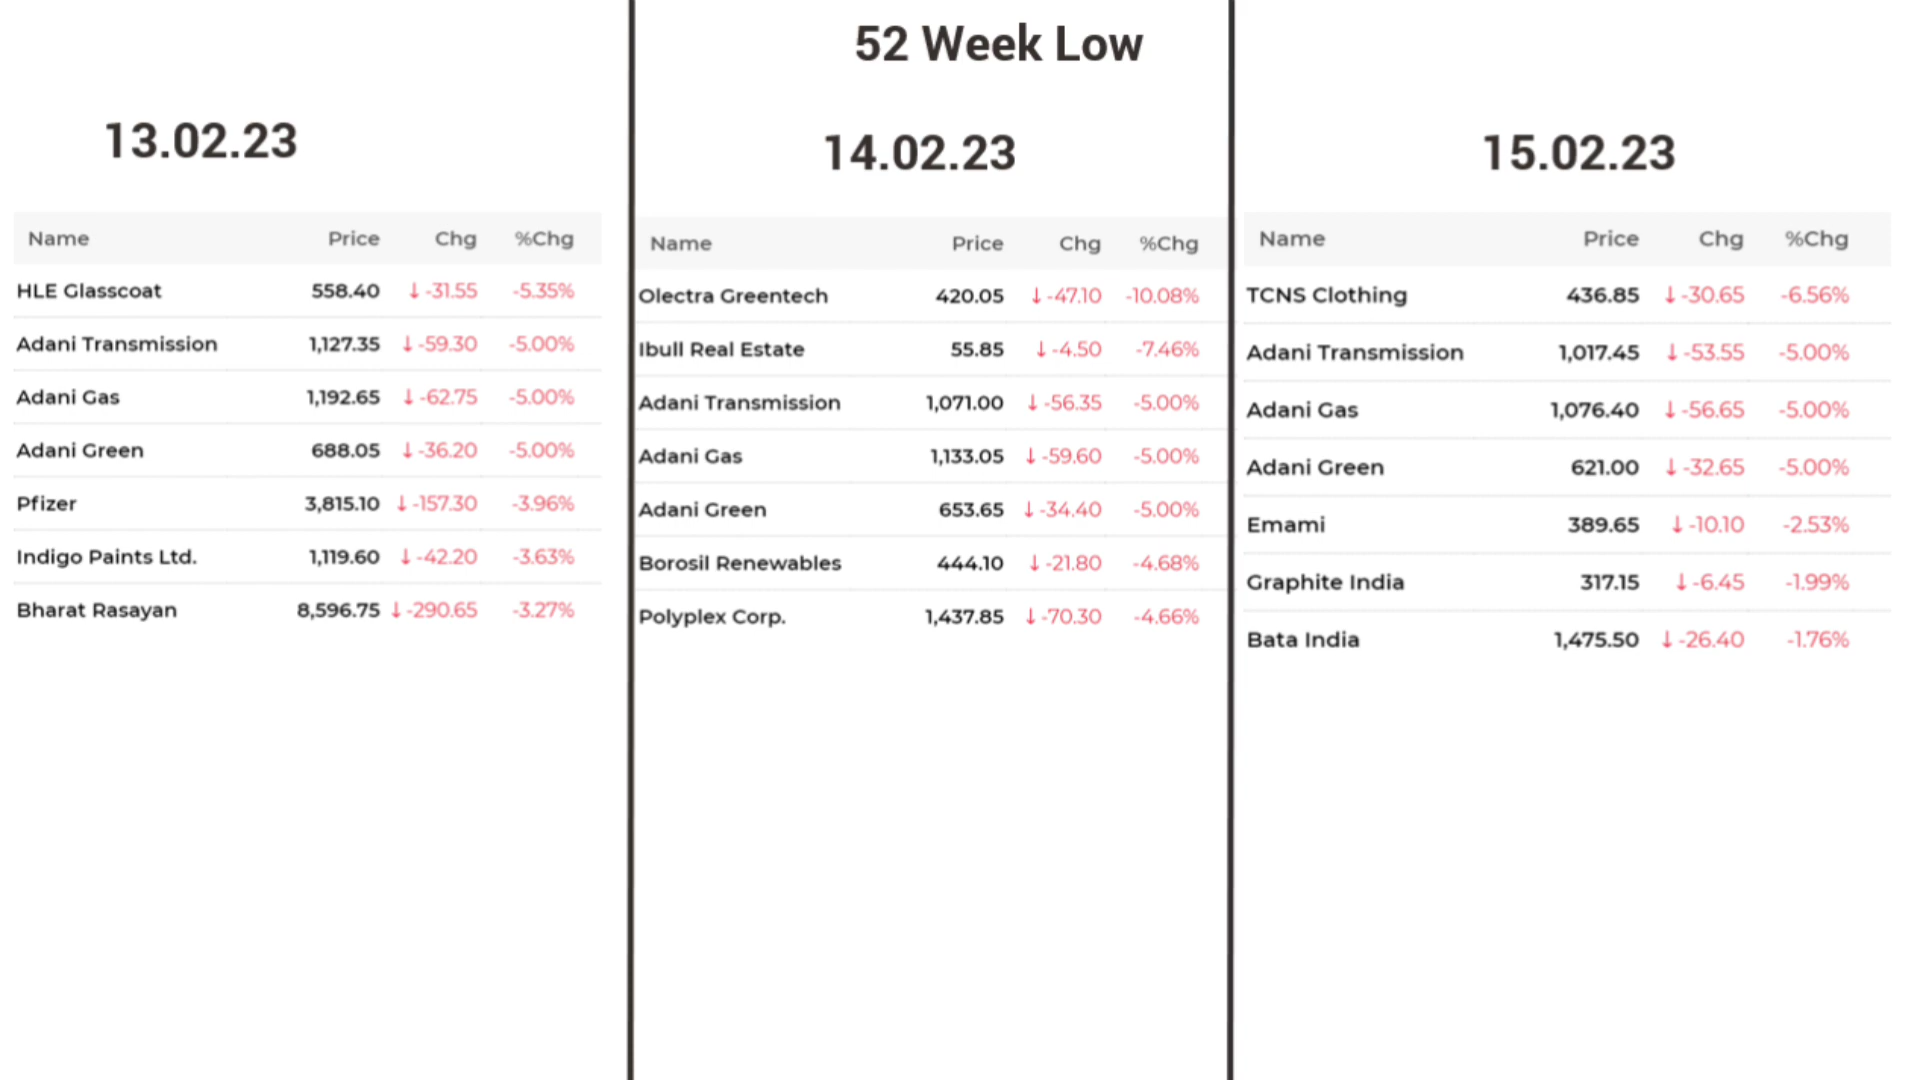 52 Week Low
13.02.23
Name Price Chg %Chg
HLE Glasscoat 558.40 ↓ -31.55 -5.35%
Adani Transmission 1,127.35 ↓ -59.30 -5.00%
Adani Gas 1,192.65 ↓ -62.75 -5.00%
Adani Green 688.05 ↓ -36.20 -5.00%
Pfizer 3,815.10 ↓ -157.30 -3.96%
Indigo Paints Ltd. 1,119.60 ↓ -42.20 -3.63%
Bharat Rasayan 8,596.75 ↓ -290.65 -3.27%
14.02.23
Name Price Chg %Chg
Olectra Greentech 420.05 ↓ -47.10 -10.08%
Ibull Real Estate 55.85 ↓ -4.50 -7.46%
Adani Transmission 1,071.00 ↓ -56.35 -5.00%
Adani Gas 1,133.05 ↓ -59.60 -5.00%
Adani Green 653.65 ↓ -34.40 -5.00%
Borosil Renewables 444.10 ↓ -21.80 -4.68%
Polyplex Corp. 1,437.85 ↓ -70.30 -4.66%
15.02.23
Name Price Chg %Chg
TCNS Clothing 436.85 ↓ -30.65 -6.56%
Adani Transmission 1,017.45 ↓ -53.55 -5.00%
Adani Gas 1,076.40 ↓ -56.65 -5.00%
Adani Green 621.00 ↓ -32.65 -5.00%
Emami 389.65 ↓ -10.10 -2.53%
Graphite India 317.15 ↓ -6.45 -1.99%
Bata India 1,475.50 ↓ -26.40 -1.76%